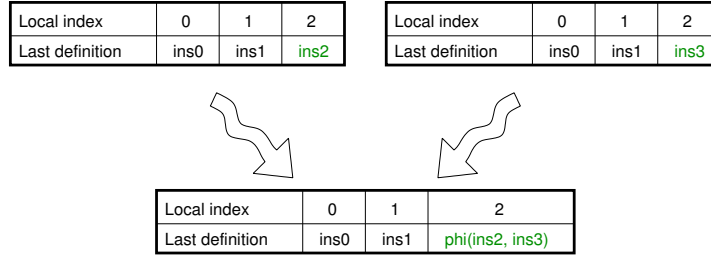 Local index 0 1 2
Last definition ins0 ins1 ins2
Local index 0 1 2
Last definition ins0 ins1 ins3
Local index 0 1 2
Last definition ins0 ins1 phi(ins2, ins3)